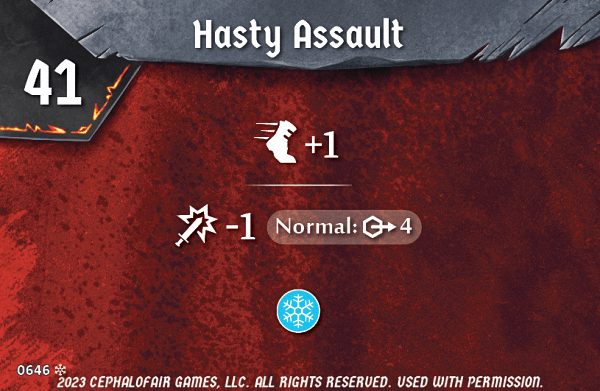 Hasty Assault
41
+1
-1 Normal: 4
0646
2023 CEPHALOFAIR GAMES, LLC. ALL RIGHTS RESERVED. USED WITH PERMISSION.